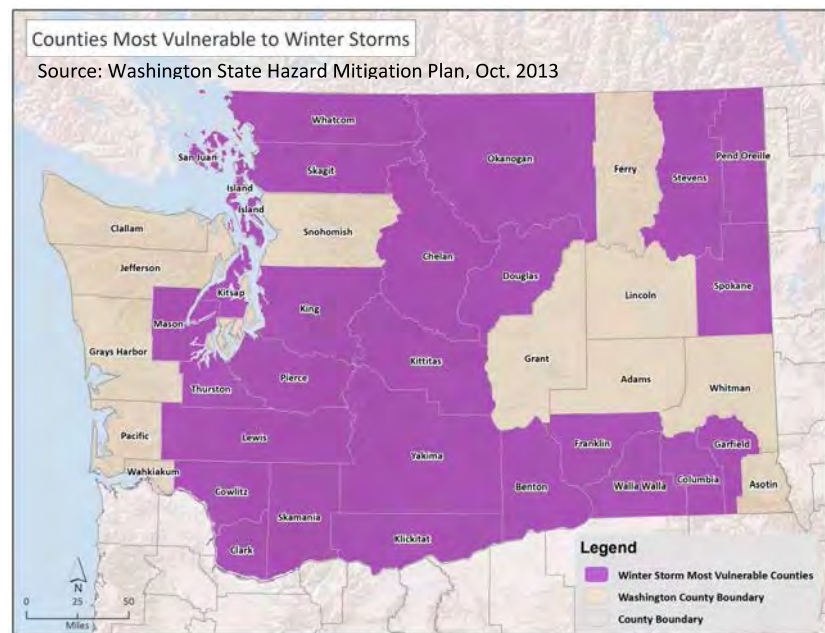 Counties Most Vulnerable to Winter Storms
Source: Washington State Hazard Mitigation Plan, Oct. 2013
Whatcom
San Juan
Skagit
Okanogan
Ferry
Stevens
Pend Oreille
Island
Island
Clallam
Snohomish
Chelan
Jefferson
Douglas
Kitsap
Lincoln
Spokane
Mason
King
Grays Harbor
Kittitas
Grant
Thurston
Pierce
Adams
Whitman
Pacific
Lewis
Yakima
Franklin
Garfield
Wahkiakum
Cowlitz
Benton
Walla Walla
Columbia
Asotin
Skamania
Clark
Klickitat
Legend
Winter Storm Most Vulnerable Counties
Washington County Boundary
County Boundary
N
0 25 50
Miles